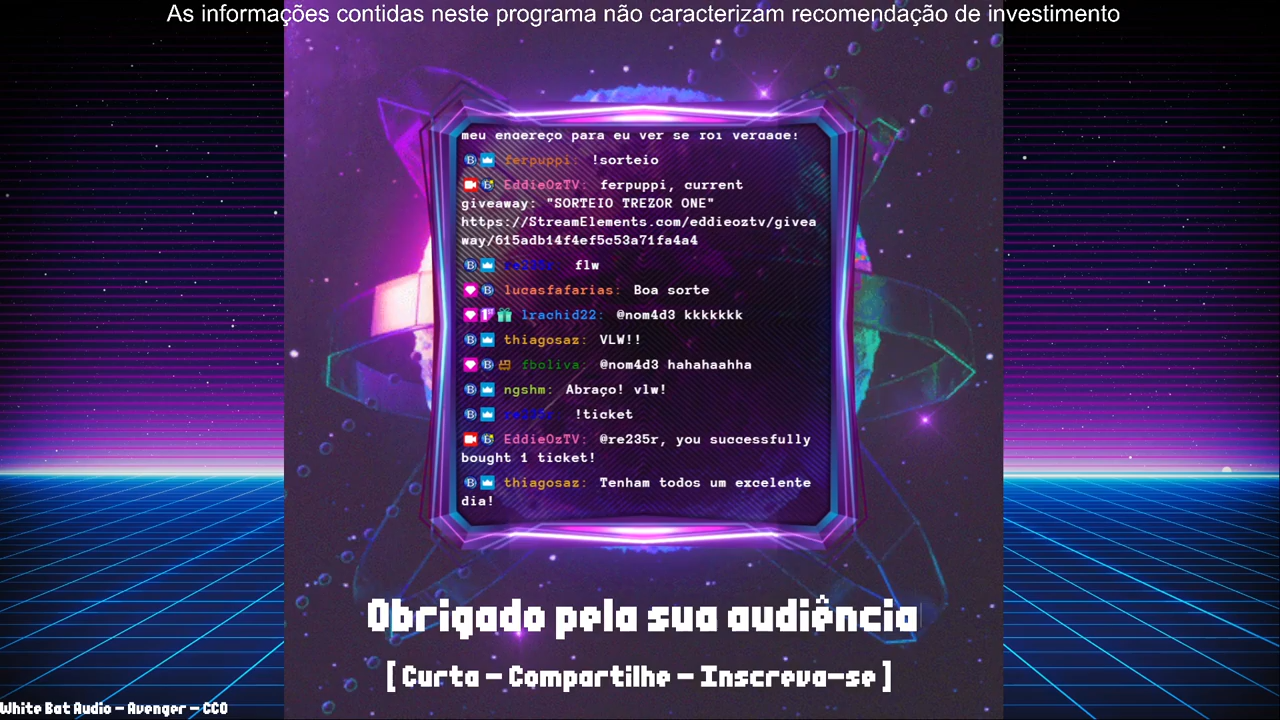 As informações contidas neste programa não caracterizam recomendação de investimento
meu endereço para eu ver se foi verdade!
ferpuppi: !sorteio
EddieOzTV: ferpuppi, current
giveaway: "SORTEIO TREZOR ONE"
https://StreamElements.com/eddieoztv/givea
way/615adb14f4ef5c53a71fa4a4
re235r: flw
lucasfafarias: Boa sorte
lrachid22: @nom4d3 kkkkkkk
thiagosaz: VLW!!
fboliva: @nom4d3 hahahaahha
ngshm: Abraço! vlw!
re235r: !ticket
EddieOzTV: @re235r, you successfully
bought 1 ticket!
thiagosaz: Tenham todos um excelente
dia!
Obrigado pela sua audiência
[ Curta - Compartilhe - Inscreva-se ]
White Bat Audio - Avenger - CC0